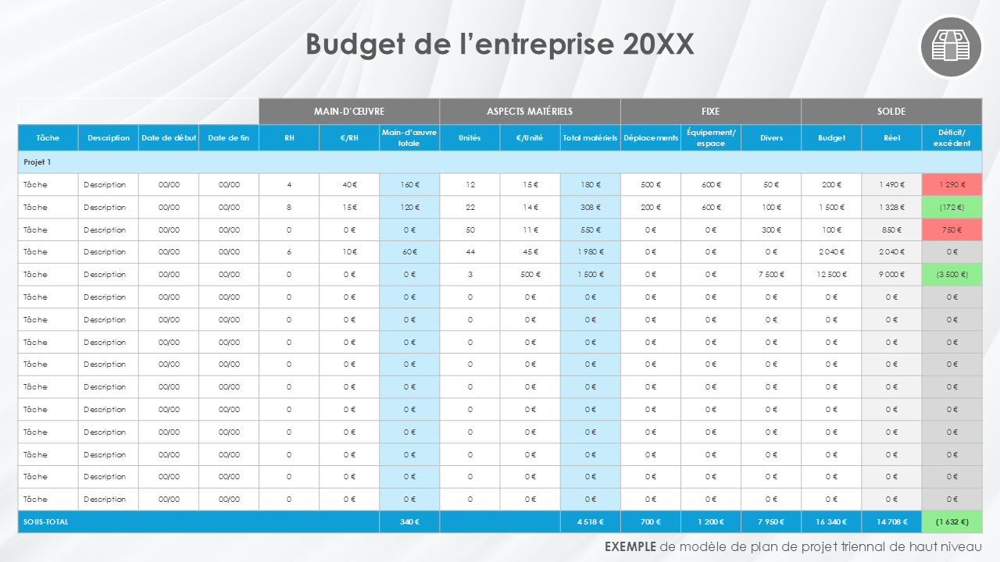 Budget de l’entreprise 20XX
MAIN-D’ŒUVRE ASPECTS MATÉRIELS FIXE SOLDE
Tâche Description Date de début Date de fin RH €/RH Main-d’œuvre totale Unités €/Unité Total matériels Déplacements Équipement/ espace Divers Budget Réel Déficit/ excédent
Projet 1
Tâche Description 00/00 00/00 4 40 € 160 € 12 15 € 180 € 500 € 600 € 50 € 200 € 1 490 € 1 290 €
Tâche Description 00/00 00/00 8 15 € 120 € 22 14 € 308 € 200 € 600 € 100 € 1 500 € 1 328 € (172 €)
Tâche Description 00/00 00/00 0 0 € 0 € 50 11 € 550 € 0 € 0 € 300 € 100 € 850 € 750 €
Tâche Description 00/00 00/00 6 10 € 60 € 44 45 € 1 980 € 0 € 0 € 0 € 2 040 € 2 040 € 0 €
Tâche Description 00/00 00/00 0 0 € 0 € 3 500 € 1 500 € 0 € 0 € 7 500 € 12 500 € 9 000 € (3 500 €)
Tâche Description 00/00 00/00 0 0 € 0 € 0 0 € 0 € 0 € 0 € 0 € 0 € 0 € 0 €
Tâche Description 00/00 00/00 0 0 € 0 € 0 0 € 0 € 0 € 0 € 0 € 0 € 0 € 0 €
Tâche Description 00/00 00/00 0 0 € 0 € 0 0 € 0 € 0 € 0 € 0 € 0 € 0 € 0 €
Tâche Description 00/00 00/00 0 0 € 0 € 0 0 € 0 € 0 € 0 € 0 € 0 € 0 € 0 €
Tâche Description 00/00 00/00 0 0 € 0 € 0 0 € 0 € 0 € 0 € 0 € 0 € 0 € 0 €
Tâche Description 00/00 00/00 0 0 € 0 € 0 0 € 0 € 0 € 0 € 0 € 0 € 0 € 0 €
Tâche Description 00/00 00/00 0 0 € 0 € 0 0 € 0 € 0 € 0 € 0 € 0 € 0 € 0 €
Tâche Description 00/00 00/00 0 0 € 0 € 0 0 € 0 € 0 € 0 € 0 € 0 € 0 € 0 €
Tâche Description 00/00 00/00 0 0 € 0 € 0 0 € 0 € 0 € 0 € 0 € 0 € 0 € 0 €
Tâche Description 00/00 00/00 0 0 € 0 € 0 0 € 0 € 0 € 0 € 0 € 0 € 0 € 0 €
SOUS-TOTAL 340 € 4 518 € 700 € 1 200 € 7 950 € 16 340 € 14 708 € (1 632 €)
EXEMPLE de modèle de plan de projet triennal de haut niveau